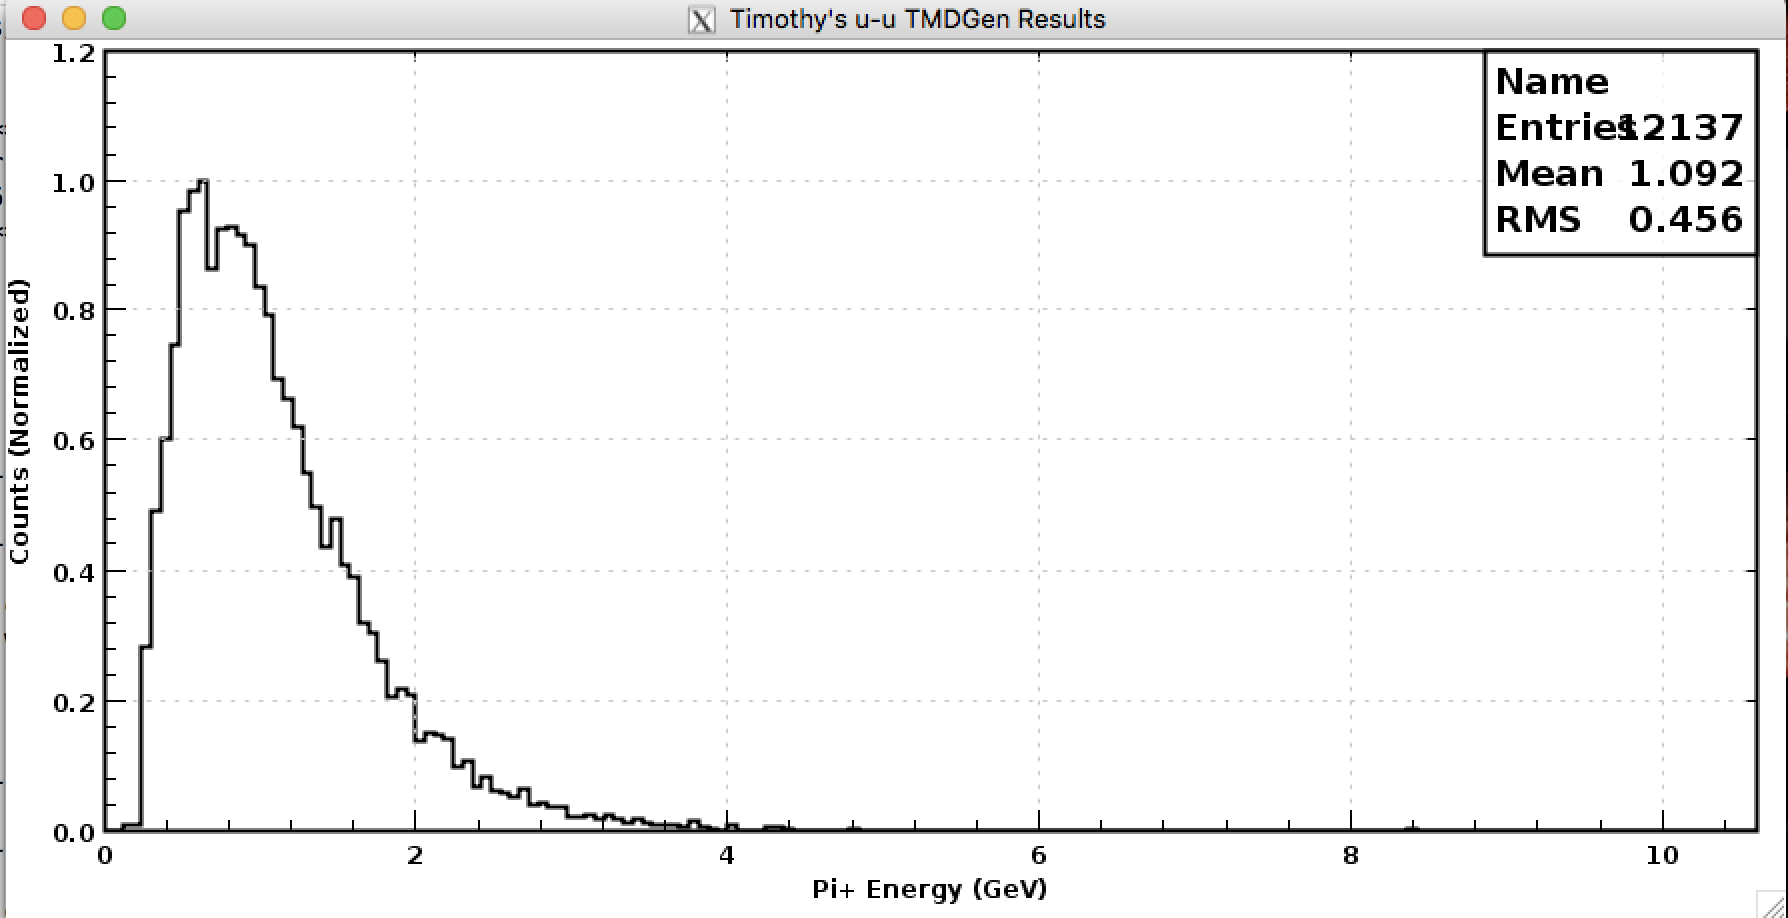 Timothy's u-u TMDGen Results
Name
Entries 12137
Mean 1.092
RMS 0.456
Counts (Normalized)
1.2
1.0
0.8
0.6
0.4
0.2
0.0
0 2 4 6 8 10
Pi+ Energy (GeV)